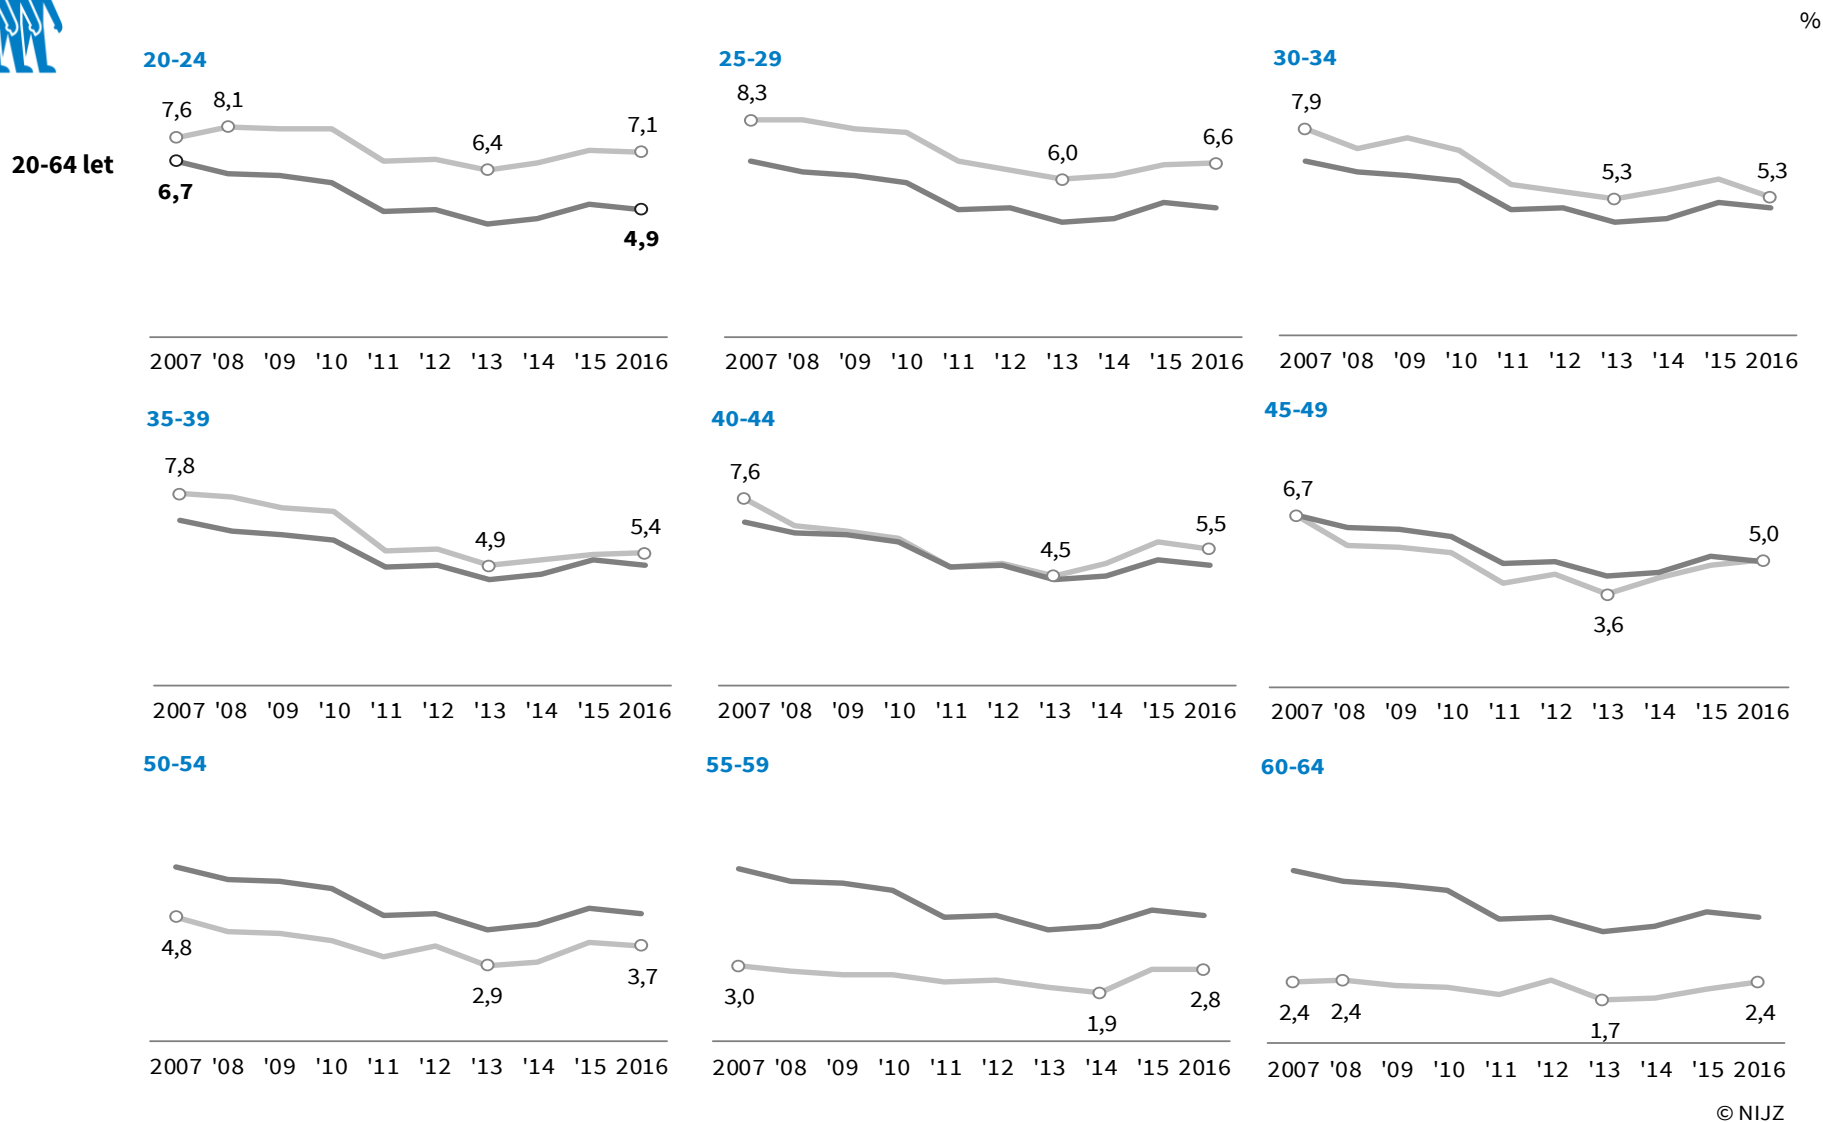 %
20-24 25-29 30-34
7,6 8,1 6,4 7,1
8,3 6,0 6,6
7,9 5,3 5,3
20-64 let
6,7 4,9
2007 '08 '09 '10 '11 '12 '13 '14 '15 2016
2007 '08 '09 '10 '11 '12 '13 '14 '15 2016
2007 '08 '09 '10 '11 '12 '13 '14 '15 2016
35-39 40-44 45-49
7,8 4,9 5,4
7,6 4,5 5,5
6,7 3,6 5,0
2007 '08 '09 '10 '11 '12 '13 '14 '15 2016
2007 '08 '09 '10 '11 '12 '13 '14 '15 2016
2007 '08 '09 '10 '11 '12 '13 '14 '15 2016
50-54 55-59 60-64
4,8 2,9 3,7
3,0 1,9 2,8
2,4 2,4 1,7 2,4
2007 '08 '09 '10 '11 '12 '13 '14 '15 2016
2007 '08 '09 '10 '11 '12 '13 '14 '15 2016
2007 '08 '09 '10 '11 '12 '13 '14 '15 2016
© NIJZ